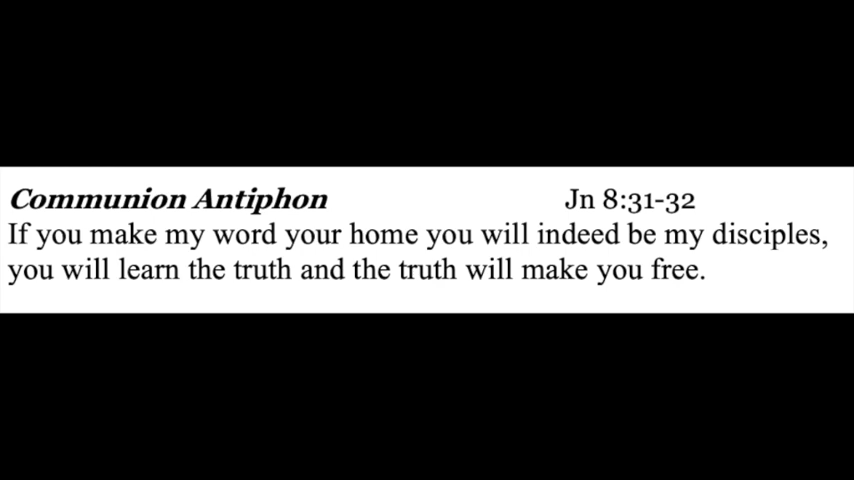 Communion Antiphon Jn 8:31-32
If you make my word your home you will indeed be my disciples,
you will learn the truth and the truth will make you free.